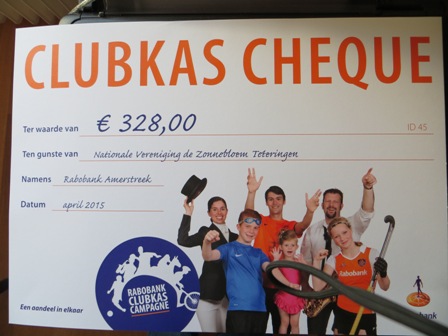 CLUBKAS CHEQUE
Ter waarde van € 328,00
ID 45
Ten gunste van Nationale Vereniging de Zonnebloem Teteringen
Namens Rabobank Amerstreek
Datum april 2015
RABOBANK
CLUBKAS
CAMPAGNE
Rabobank
Een aandeel in elkaar
bank